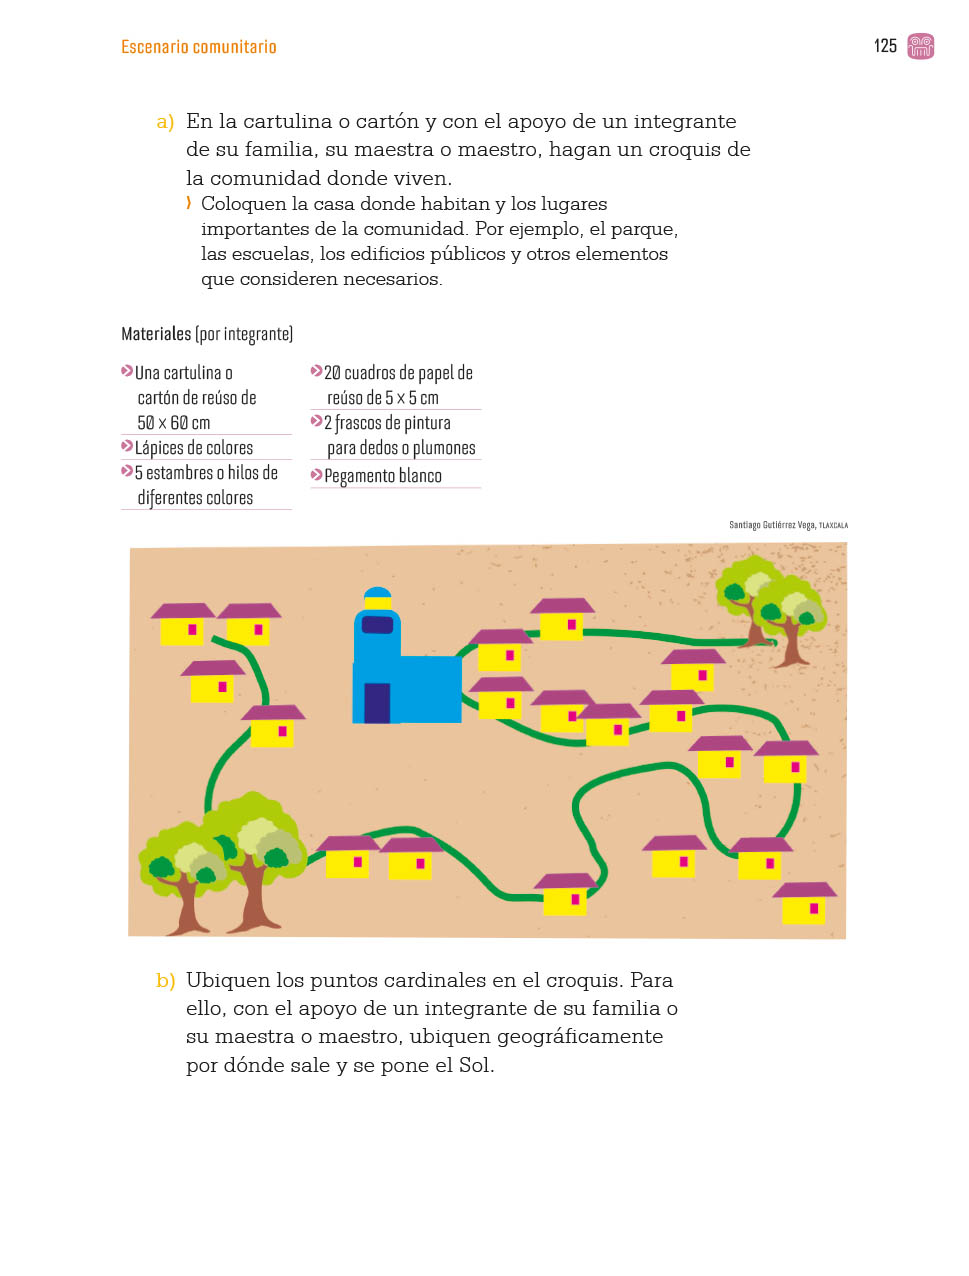 Escenario comunitario
125
a) En la cartulina o cartón y con el apoyo de un integrante
de su familia, su maestra o maestro, hagan un croquis de
la comunidad donde viven.
Coloquen la casa donde habitan y los lugares
importantes de la comunidad. Por ejemplo, el parque,
las escuelas, los edificios públicos y otros elementos
que consideren necesarios.
Materiales (por integrante)
Una cartulina o
cartón de reúso de
50 × 60 cm
Lápices de colores
5 estambres o hilos de
diferentes colores
20 cuadros de papel de
reúso de 5 × 5 cm
2 frascos de pintura
para dedos o plumones
Pegamento blanco
Santiago Gutiérrez Vega, TLAXCALA
b) Ubiquen los puntos cardinales en el croquis. Para
ello, con el apoyo de un integrante de su familia o
su maestra o maestro, ubiquen geográficamente
por dónde sale y se pone el Sol.